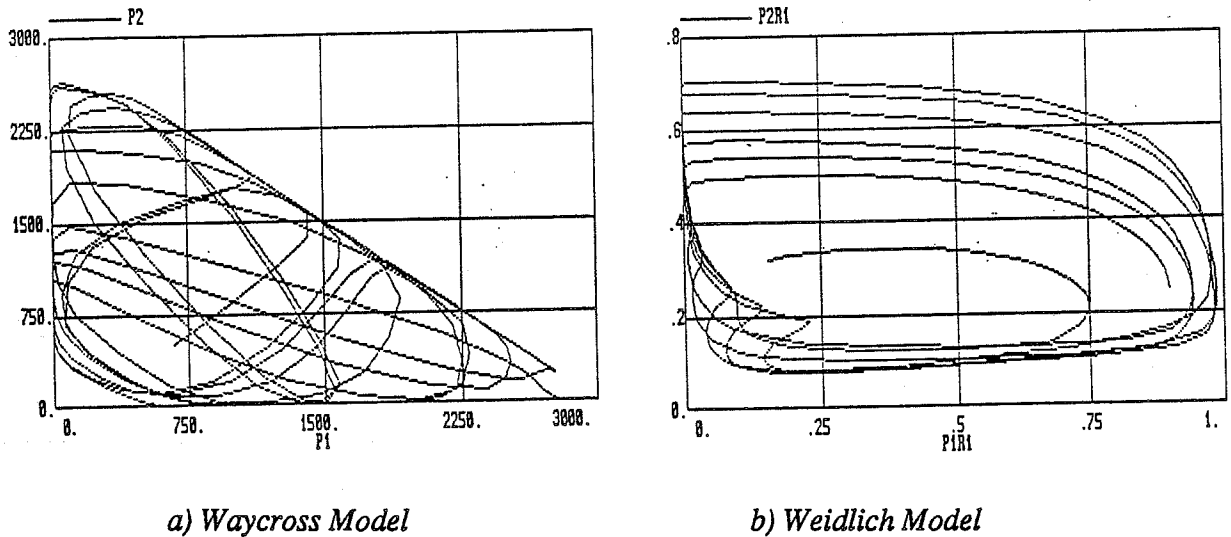 P2
3000.
2250.
1500.
750.
0.
0. 750. 1500. 2250. 3000.
P1
P2R1
.8
.6
.4
.2
0.
0. .25 .5 .75 1.
P1R1
a) Waycross Model
b) Weidlich Model